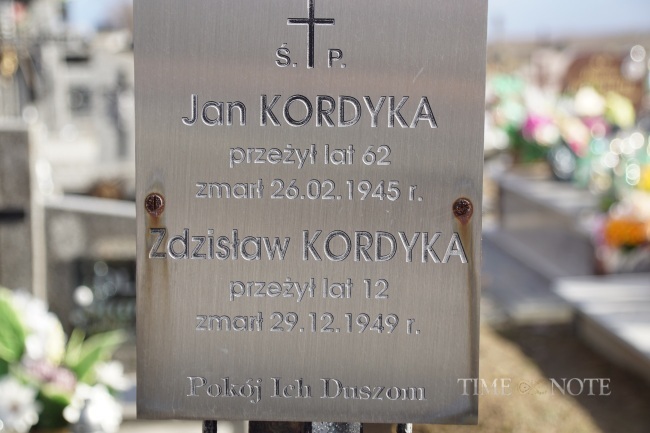 Ś. P.
Jan KORDYKA
przeżył lat 62
zmarł 26.02.1945 r.
Zdzisław KORDYKA
przeżył lat 12
zmarł 29.12.1949 r.
Pokój Ich Duszom
TIME NOTE